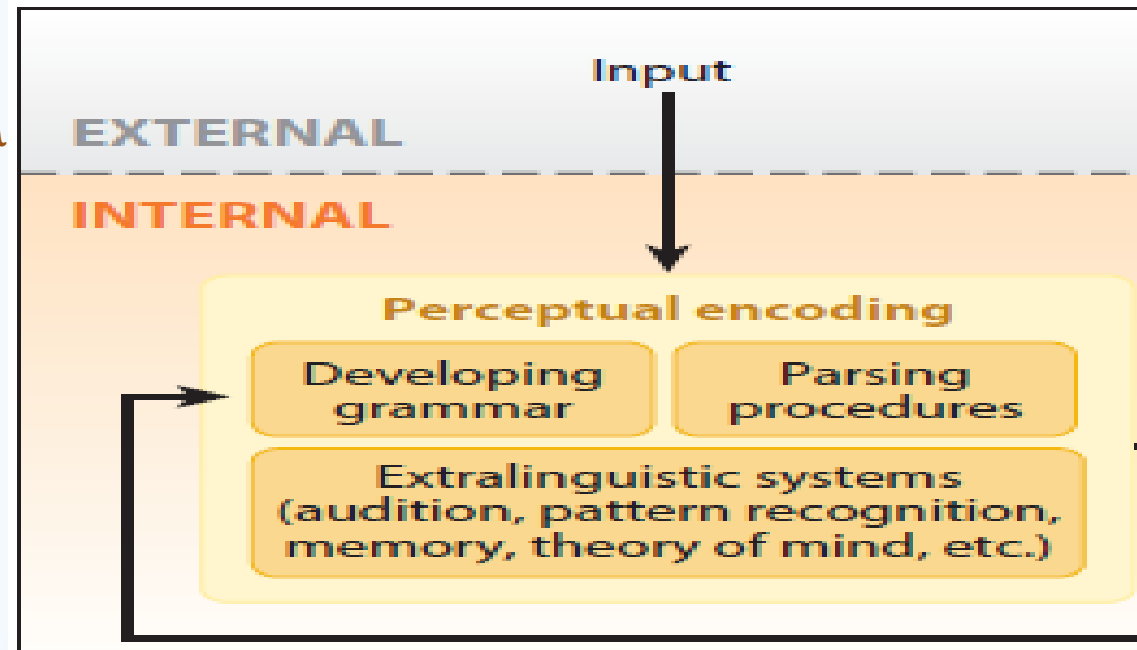 Input
EXTERNAL
INTERNAL
Perceptual encoding
Developing
grammar
Parsing
procedures
Extralinguistic systems
(audition, pattern recognition,
memory, theory of mind, etc.)